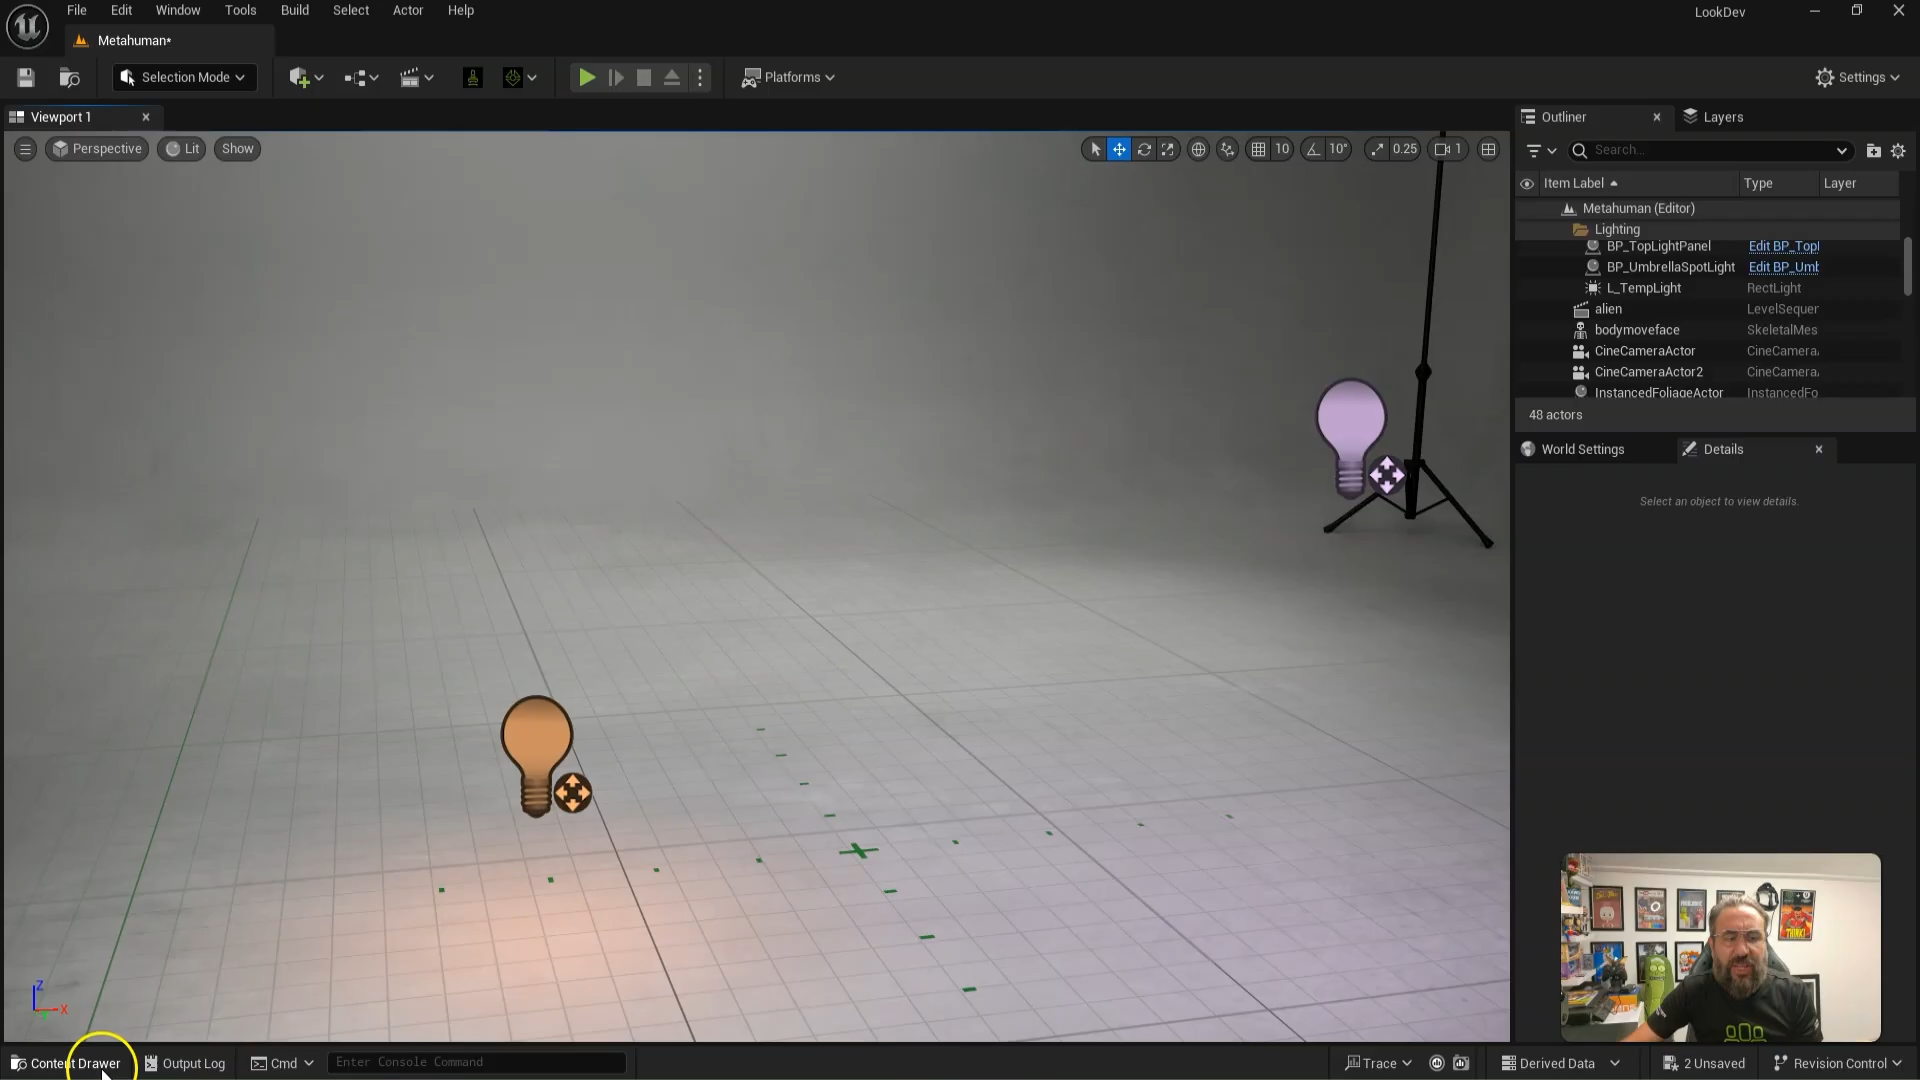 File Edit Window Tools Build Select Actor Help
LookDev
Metahuman*
Selection Mode
Platforms
Settings
Viewport 1
Outliner
Layers
Perspective
Lit
Show
10
10°
0.25
1
Search...
Item Label
Type
Layer
Metahuman (Editor)
Lighting
BP_TopLightPanel Edit BP_Topl
BP_UmbrellaSpotLight Edit BP_Umb
L_TempLight RectLight
alien LevelSequer
bodymoveface SkeletalMes
CineCameraActor CineCamera
CineCameraActor2 CineCamera
InstancedFoliageActor InstancedFo
48 actors
World Settings
Details
Select an object to view details.
Z
X
THINK!
Content Drawer
Output Log
Cmd
Enter Console Command
Trace
Derived Data
2 Unsaved
Revision Control